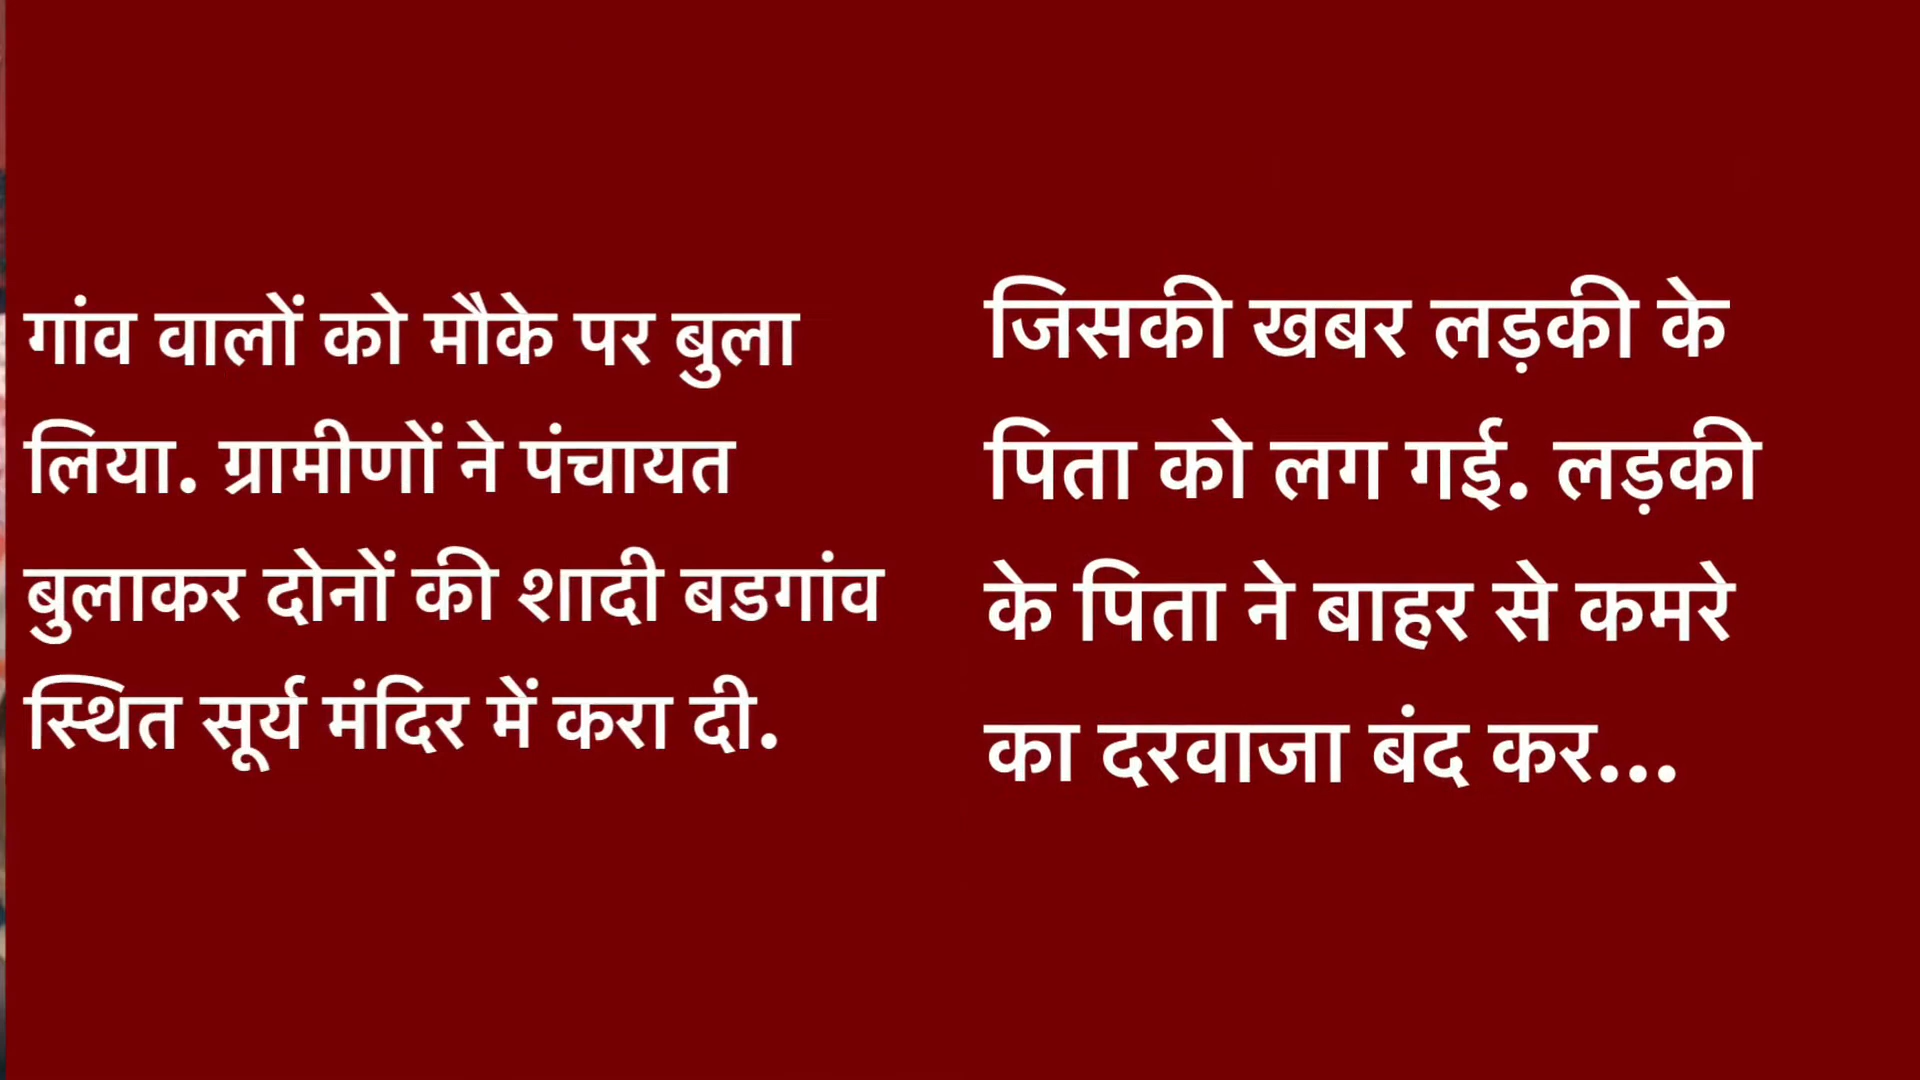 गांव वालों को मौके पर बुला
लिया. ग्रामीणों ने पंचायत
बुलाकर दोनों की शादी बडगांव
स्थित सूर्य मंदिर में करा दी.
जिसकी खबर लड़की के
पिता को लग गई. लड़की
के पिता ने बाहर से कमरे
का दरवाजा बंद कर...